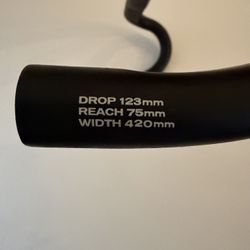 DROP 123mm
REACH 75mm
WIDTH 420mm